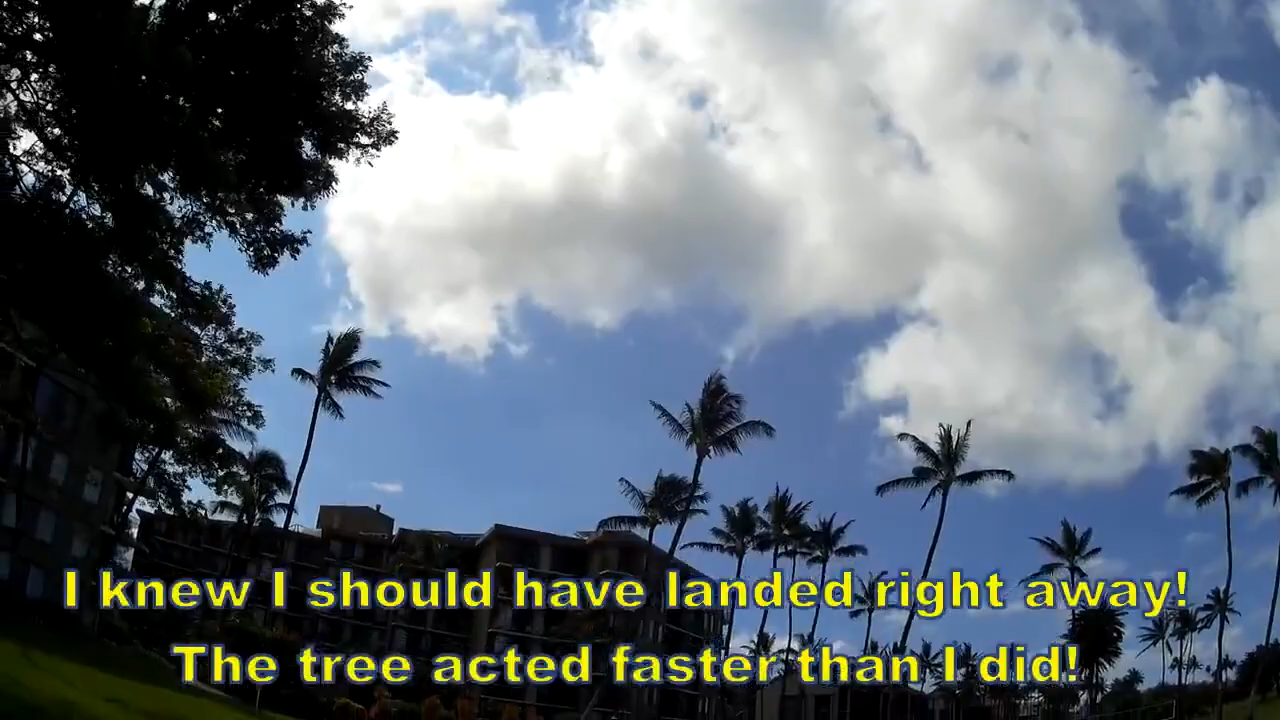 I knew I should have landed right away!
The tree acted faster than I did!